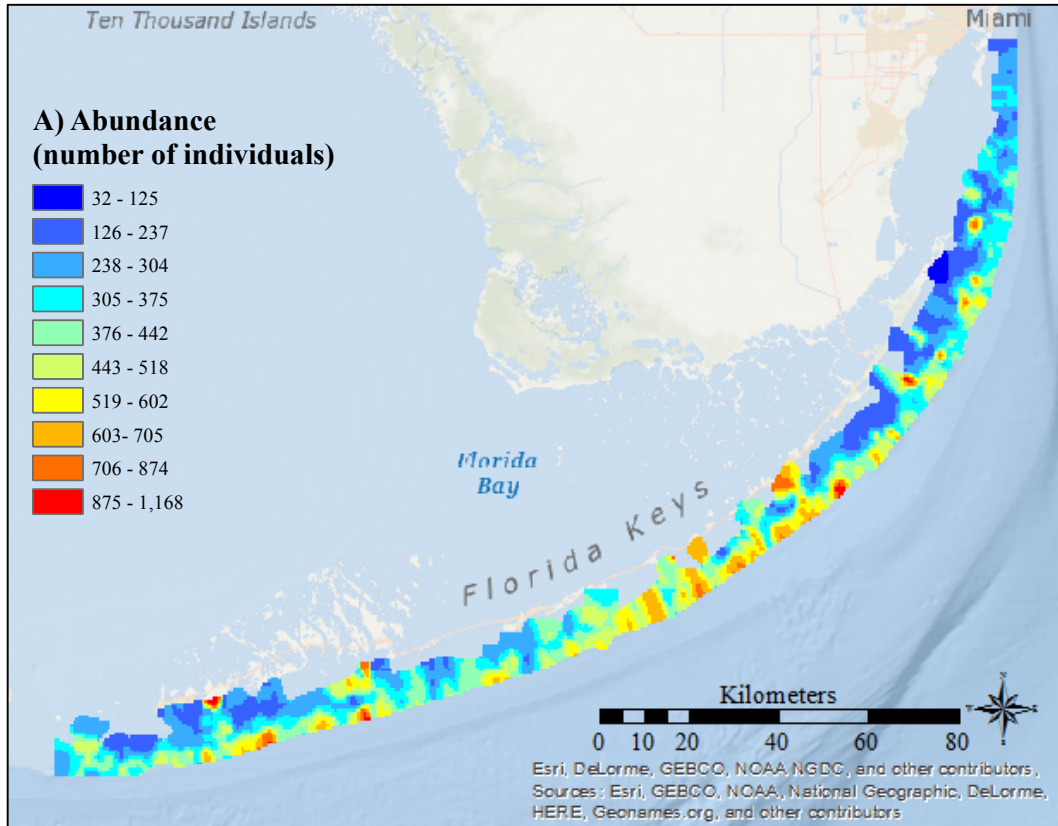 Ten Thousand Islands
Miami
A) Abundance
(number of individuals)
32 - 125
126 - 237
238 - 304
305 - 375
376 - 442
443 - 518
519 - 602
603- 705
706 - 874
875 - 1,168
Florida
Bay
Florida Keys
Kilometers
0 10 20 40 60 80
N
Esri, DeLorme, GEBCO, NOAA NGDC, and other contributors,
Sources: Esri, GEBCO, NOAA, National Geographic, DeLorme,
HERE, Geonames.org, and other contributors